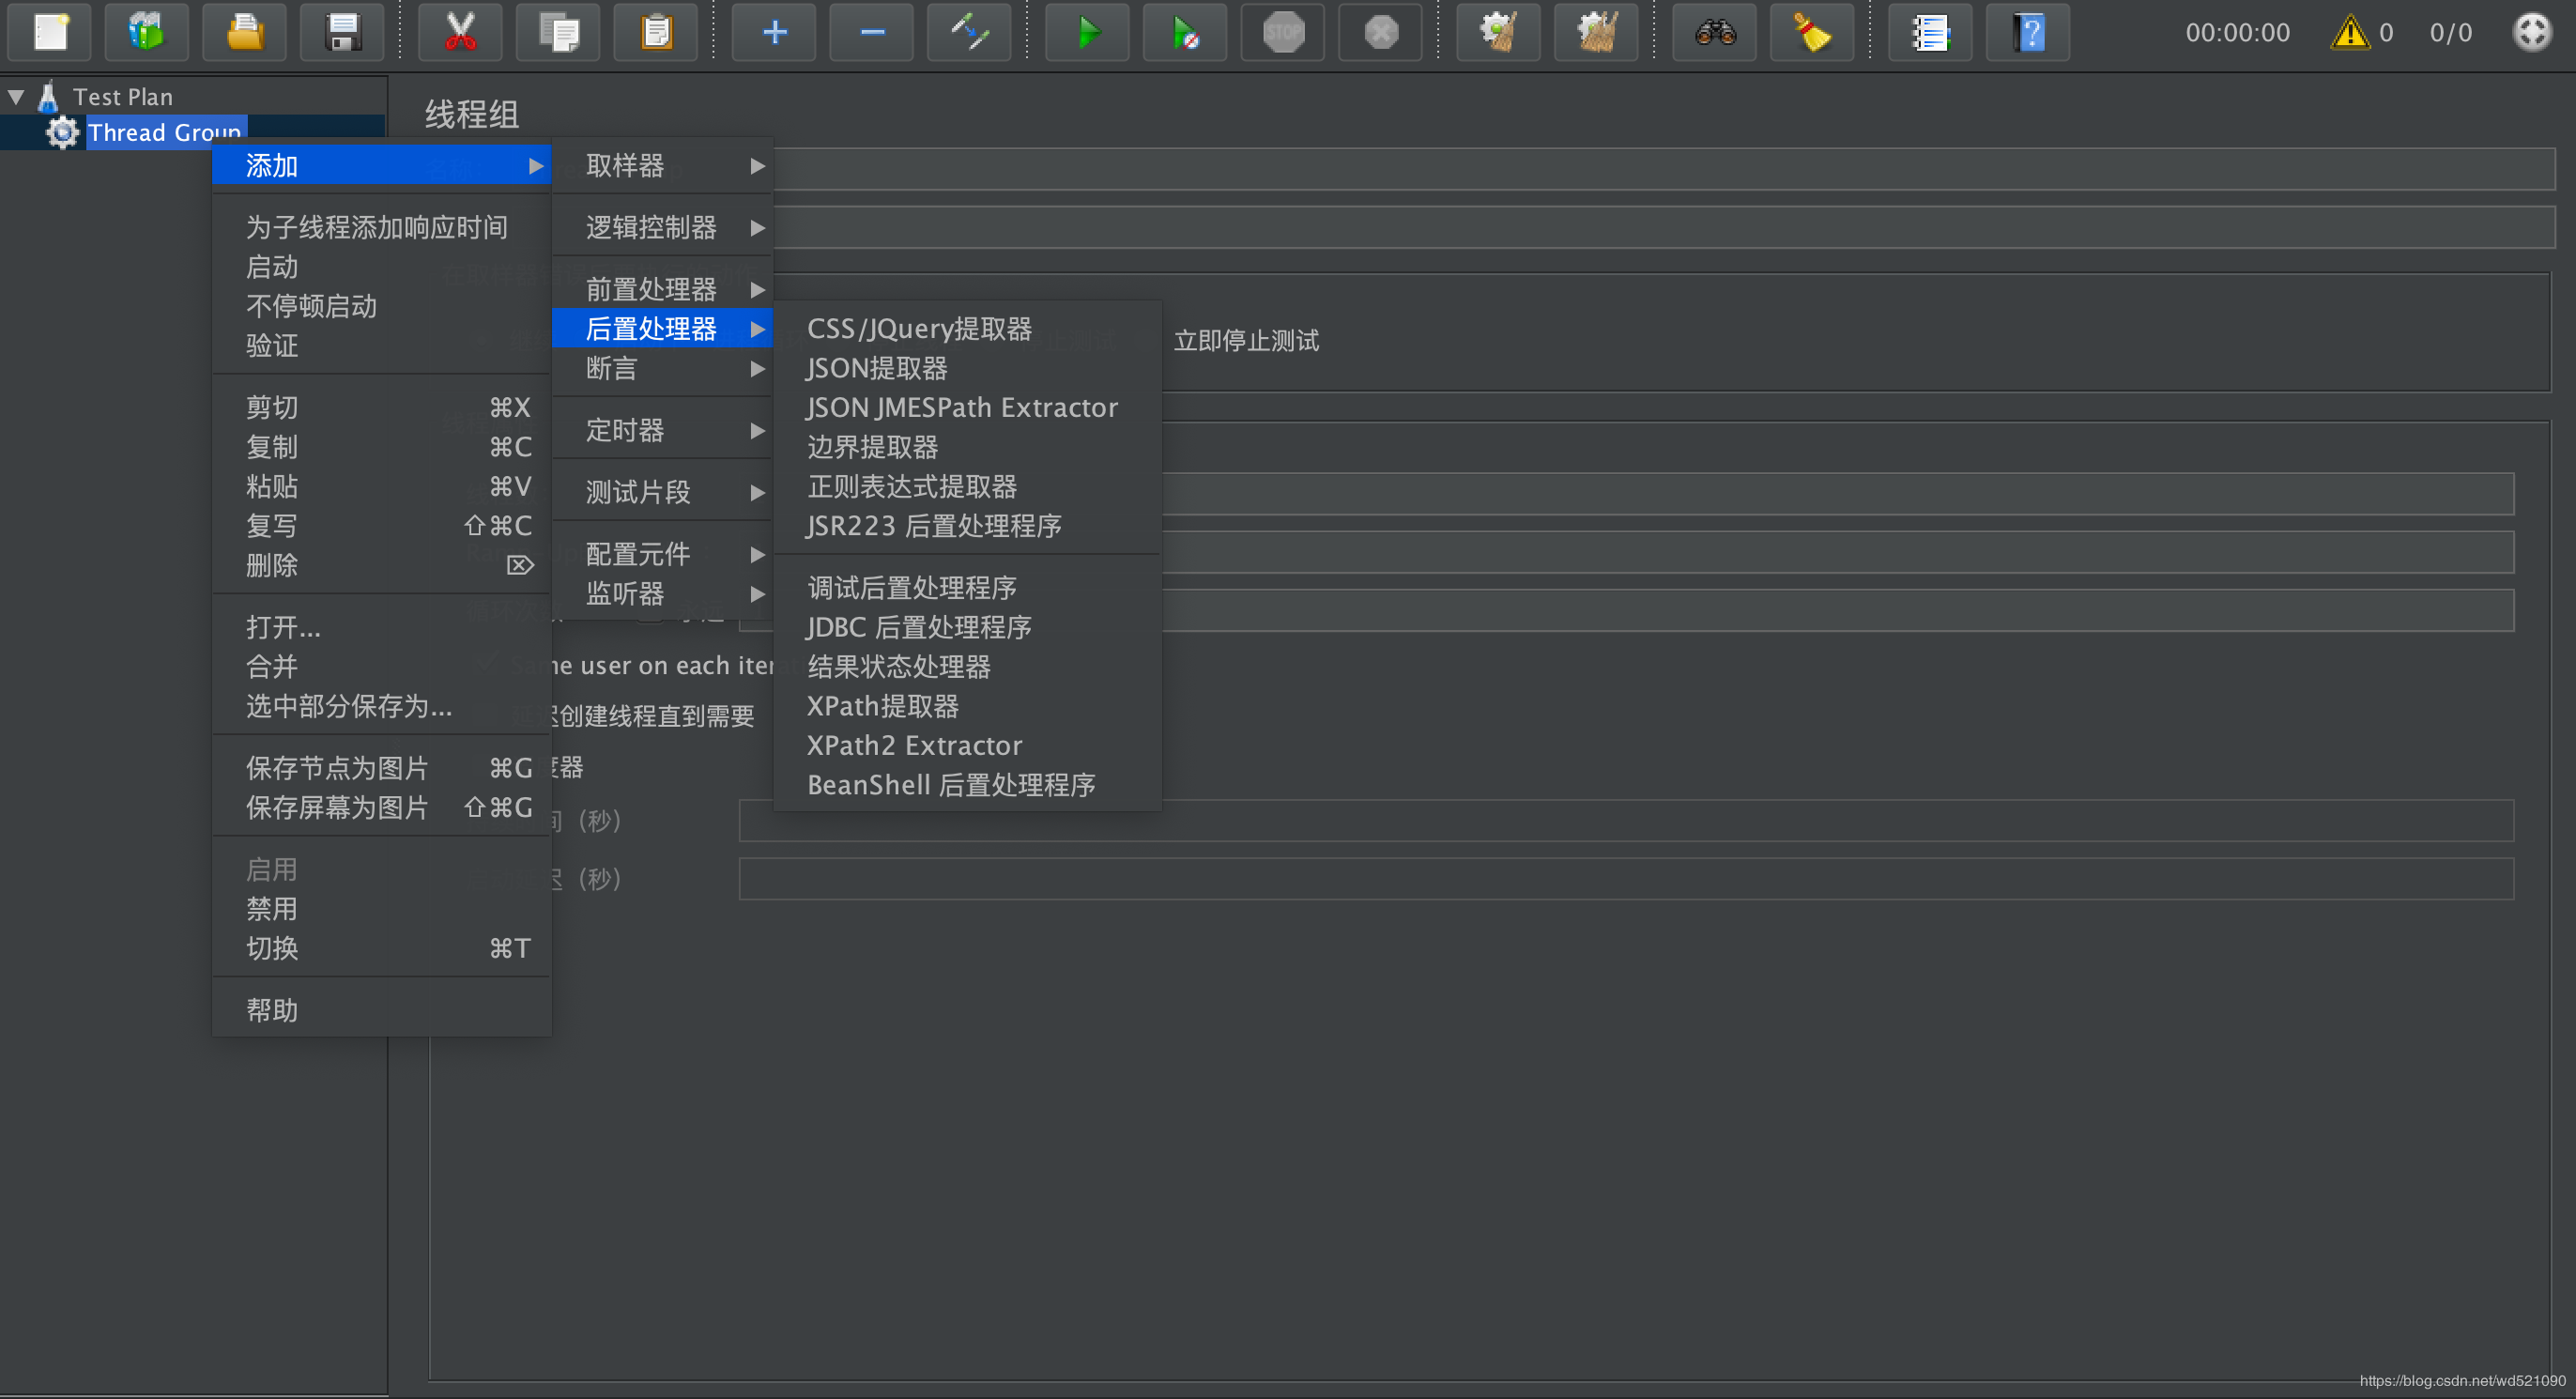 STOP
00:00:00
0
0/0
Test Plan
Thread Group
线程组
添加
为子线程添加响应时间
启动
不停顿启动
验证
剪切 ⌘X
复制 ⌘C
粘贴 ⌘V
复写 ⇧⌘C
删除 ⌦
打开...
合并
选中部分保存为...
保存节点为图片 ⌘G
保存屏幕为图片 ⇧⌘G
启用
禁用
切换 ⌘T
帮助
取样器
逻辑控制器
前置处理器
后置处理器
断言
定时器
测试片段
配置元件
监听器
CSS/JQuery提取器
JSON提取器
JSON JMESPath Extractor
边界提取器
正则表达式提取器
JSR223 后置处理程序
调试后置处理程序
JDBC 后置处理程序
结果状态处理器
XPath提取器
XPath2 Extractor
BeanShell 后置处理程序
立即停止测试
Same user on each
延迟创建线程直到需要
度器
间（秒）
迟（秒）
https://blog.csdn.net/wd521090